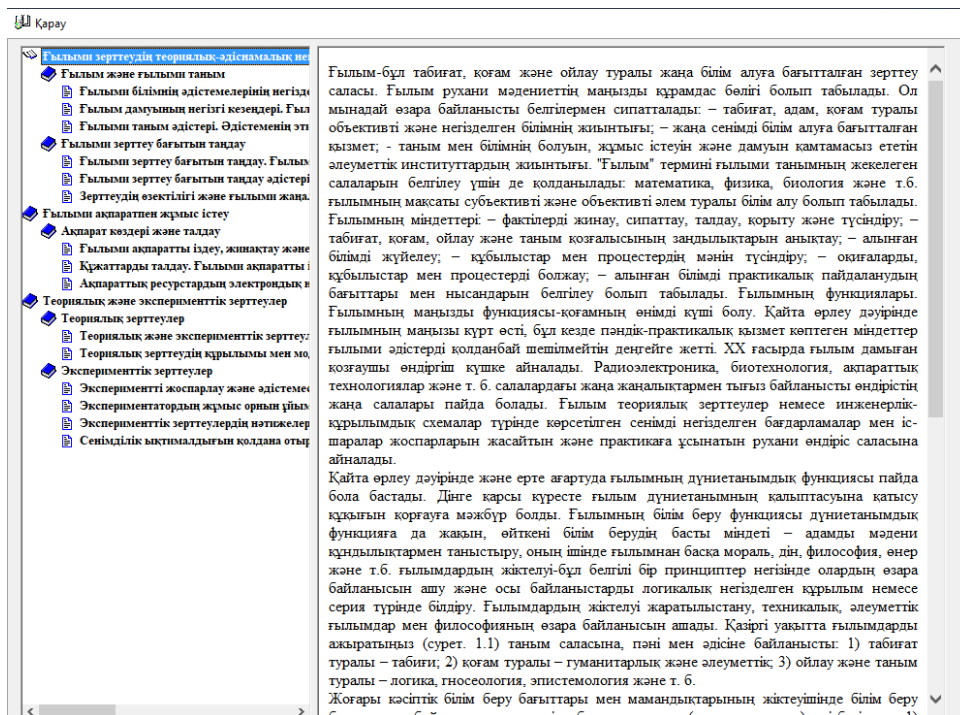 Қарау
Ғылыми зерттеудің теориялық-әдіснамалық
Ғылым және ғылыми таным
Ғылыми білімнің әдістемелерінің
Ғылым дамуының негізгі кезеңдері.
Ғылыми таным әдістері. Әдістеменің
Ғылыми зерттеу бағытын таңдау
Ғылыми зерттеу бағытын таңдау.
Ғылыми зерттеу бағытын таңдау әдістері
Зерттеудің өзектілігі және ғылыми
Ғылыми ақпаратпен жұмыс істеу
Ақпарат көздері және талдау
Ғылыми ақпаратты іздеу, жинақтау және
Құжаттарды талдау. Ғылыми ақпаратты
Ақпараттық ресурстардың электрондық
Теориялық және эксперименттік зерттеулер
Теориялық зерттеулер
Теориялық және эксперименттік
Теориялық зерттеудің құрылымы мен
Эксперименттік зерттеулер
Экспериментті жоспарлау және
Экспериментатордың жұмыс орнын
Эксперименттік зерттеулердің
Сенімділік ықтималдығын қолдана
Ғылым-бұл табиғат, қоғам және ойлау туралы жаңа білім алуға бағытталған зерттеу
саласы. Ғылым рухани мәдениеттің маңызды құрамдас бөлігі болып табылады. Ол
мынадай өзара байланысты белгілермен сипатталады: – табиғат, адам, қоғам туралы
объективті және негізделген білімнің жиынтығы; – жаңа сенімді білім алуға бағытталған
қызмет; - таным мен білімнің болуын, жұмыс істеуін және дамуын қамтамасыз ететін
әлеуметтік институттардың жиынтығы. "Ғылым" термині ғылыми танымның жекелеген
салаларын белгілеу үшін де қолданылады: математика, физика, биология және т.б.
ғылымның мақсаты субъективті және объективті әлем туралы білім алу болып табылады.
Ғылымның міндеттері: – фактілерді жинау, сипаттау, талдау, қорыту және түсіндіру; –
табиғат, қоғам, ойлау және таным қозғалысының заңдылықтарын анықтау; – алынған
білімді жүйелеу; – құбылыстар мен процестердің мәнін түсіндіру; – оқиғаларды,
құбылыстар мен процестерді болжау; – алынған білімді практикалық пайдаланудың
бағыттары мен нысандарын белгілеу болып табылады. Ғылымның функциялары.
Ғылымның маңызды функциясы-қоғамның өнімді күші болу. Қайта өрлеу дәуірінде
ғылымның маңызы күрт өсті, бұл кезде пәндік-практикалық қызмет көптеген міндеттер
ғылыми әдістерді қолданбай шешілмейтін деңгейге жетті. ХХ ғасырда ғылым дамыған
қозғаушы өндіргіш күшке айналады. Радиоэлектроника, биотехнология, ақпараттық
технологиялар және т. б. салалардағы жаңа жаңалықтармен тығыз байланысты өндірістің
жаңа салалары пайда болады. Ғылым теориялық зерттеулер немесе инженерлік-
құрылымдық схемалар түрінде көрсетілген сенімді негізделген бағдарламалар мен іс-
шаралар жоспарларын жасайтын және практикаға ұсынатын рухани өндіріс саласына
айналады.
Қайта өрлеу дәуірінде және ерте ағартуда ғылымның дүниетанымдық функциясы пайда
бола бастады. Дінге қарсы күресте ғылым дүниетанымның қалыптасуына қатысу
құқығын қорғауға мәжбүр болды. Ғылымның білім беру функциясы дүниетанымдық
функцияға да жақын, өйткені білім берудің басты міндеті – адамды мәдени
құндылықтармен таныстыру, оның ішінде ғылымнан басқа мораль, дін, философия, өнер
және т.б. ғылымдардың жіктелуі-бұл белгілі бір принциптер негізінде олардың өзара
байланысын ашу және осы байланыстарды логикалық негізделген құрылым немесе
серия түрінде білдіру. Ғылымдардың жіктелуі жаратылыстану, техникалық, әлеуметтік
ғылымдар мен философияның өзара байланысын ашады. Қазіргі уақытта ғылымдарды
ажыратыңыз (сурет. 1.1) таным саласына, пәні мен әдісіне байланысты: 1) табиғат
туралы – табиғи; 2) қоғам туралы – гуманитарлық және әлеуметтік; 3) ойлау және таным
туралы – логика, гносеология, эпистемология және т. б.
Жоғары кәсіптік білім беру бағыттары мен мамандықтарының жіктеуішінде білім беру